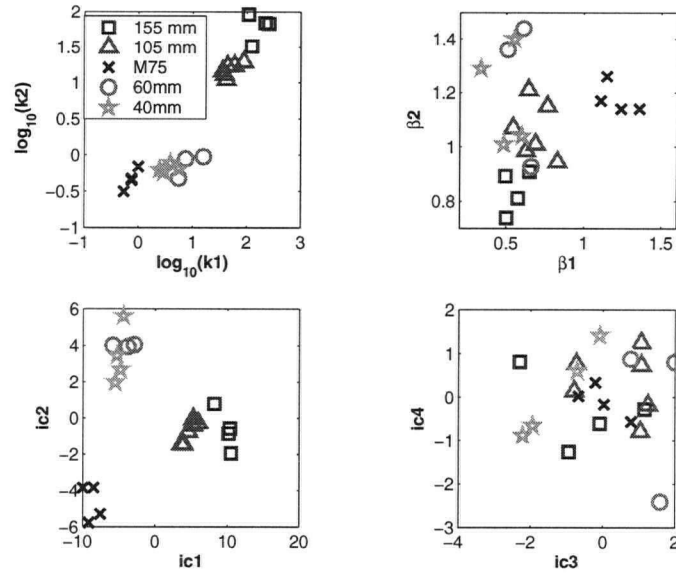 155 mm
105 mm
M75
60mm
40mm
log10(k2)
2
1.5
1
0.5
0
-0.5
-1
-1 0 1 2 3
log10(k1)
β2
1.4
1.2
1
0.8
0.5 1 1.5
β1
ic2
6
4
2
0
-2
-4
-6
-10 0 10 20
ic1
ic4
2
1
0
-1
-2
-3
-4 -2 0 2
ic3